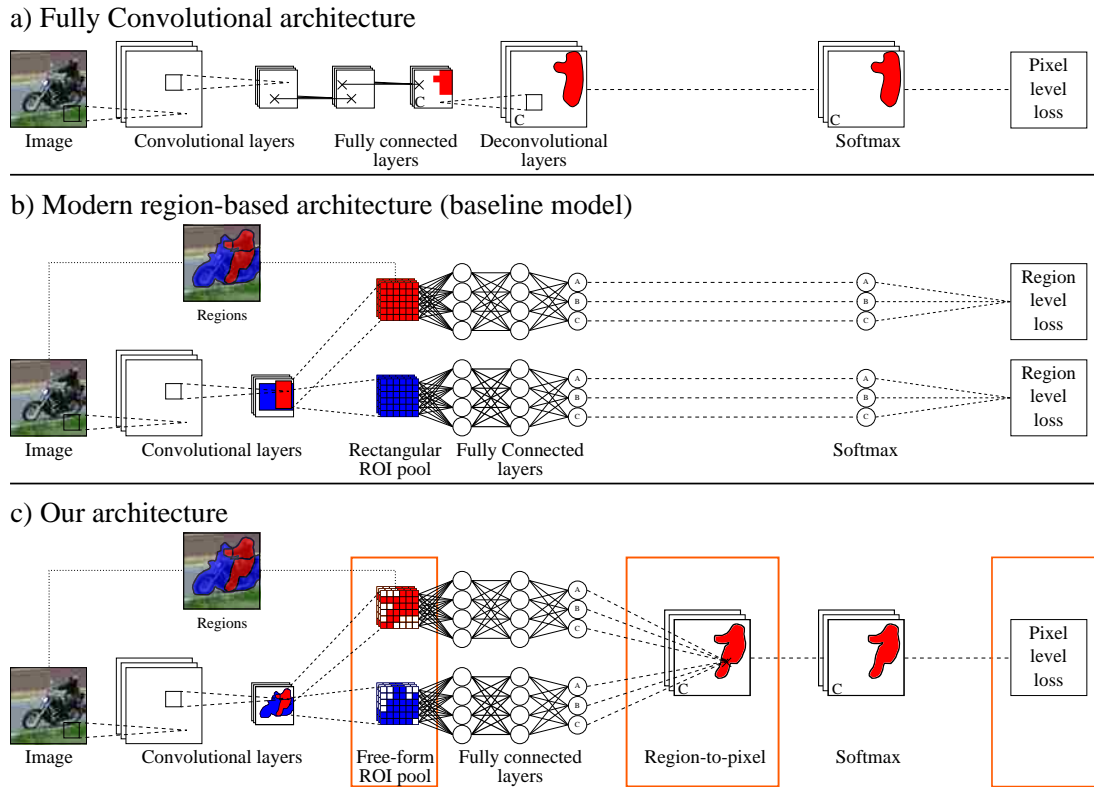 a) Fully Convolutional architecture
C
C
C
Pixel
level
loss
Image
Convolutional layers
Fully connected
layers
Deconvolutional
layers
Softmax
b) Modern region-based architecture (baseline model)
Regions
A
B
C
A
B
C
Region
level
loss
A
B
C
A
B
C
Region
level
loss
Image
Convolutional layers
Rectangular
ROI pool
Fully Connected
layers
Softmax
c) Our architecture
Regions
A
B
C
A
B
C
C
C
Pixel
level
loss
Image
Convolutional layers
Free-form
ROI pool
Fully connected
layers
Region-to-pixel
Softmax